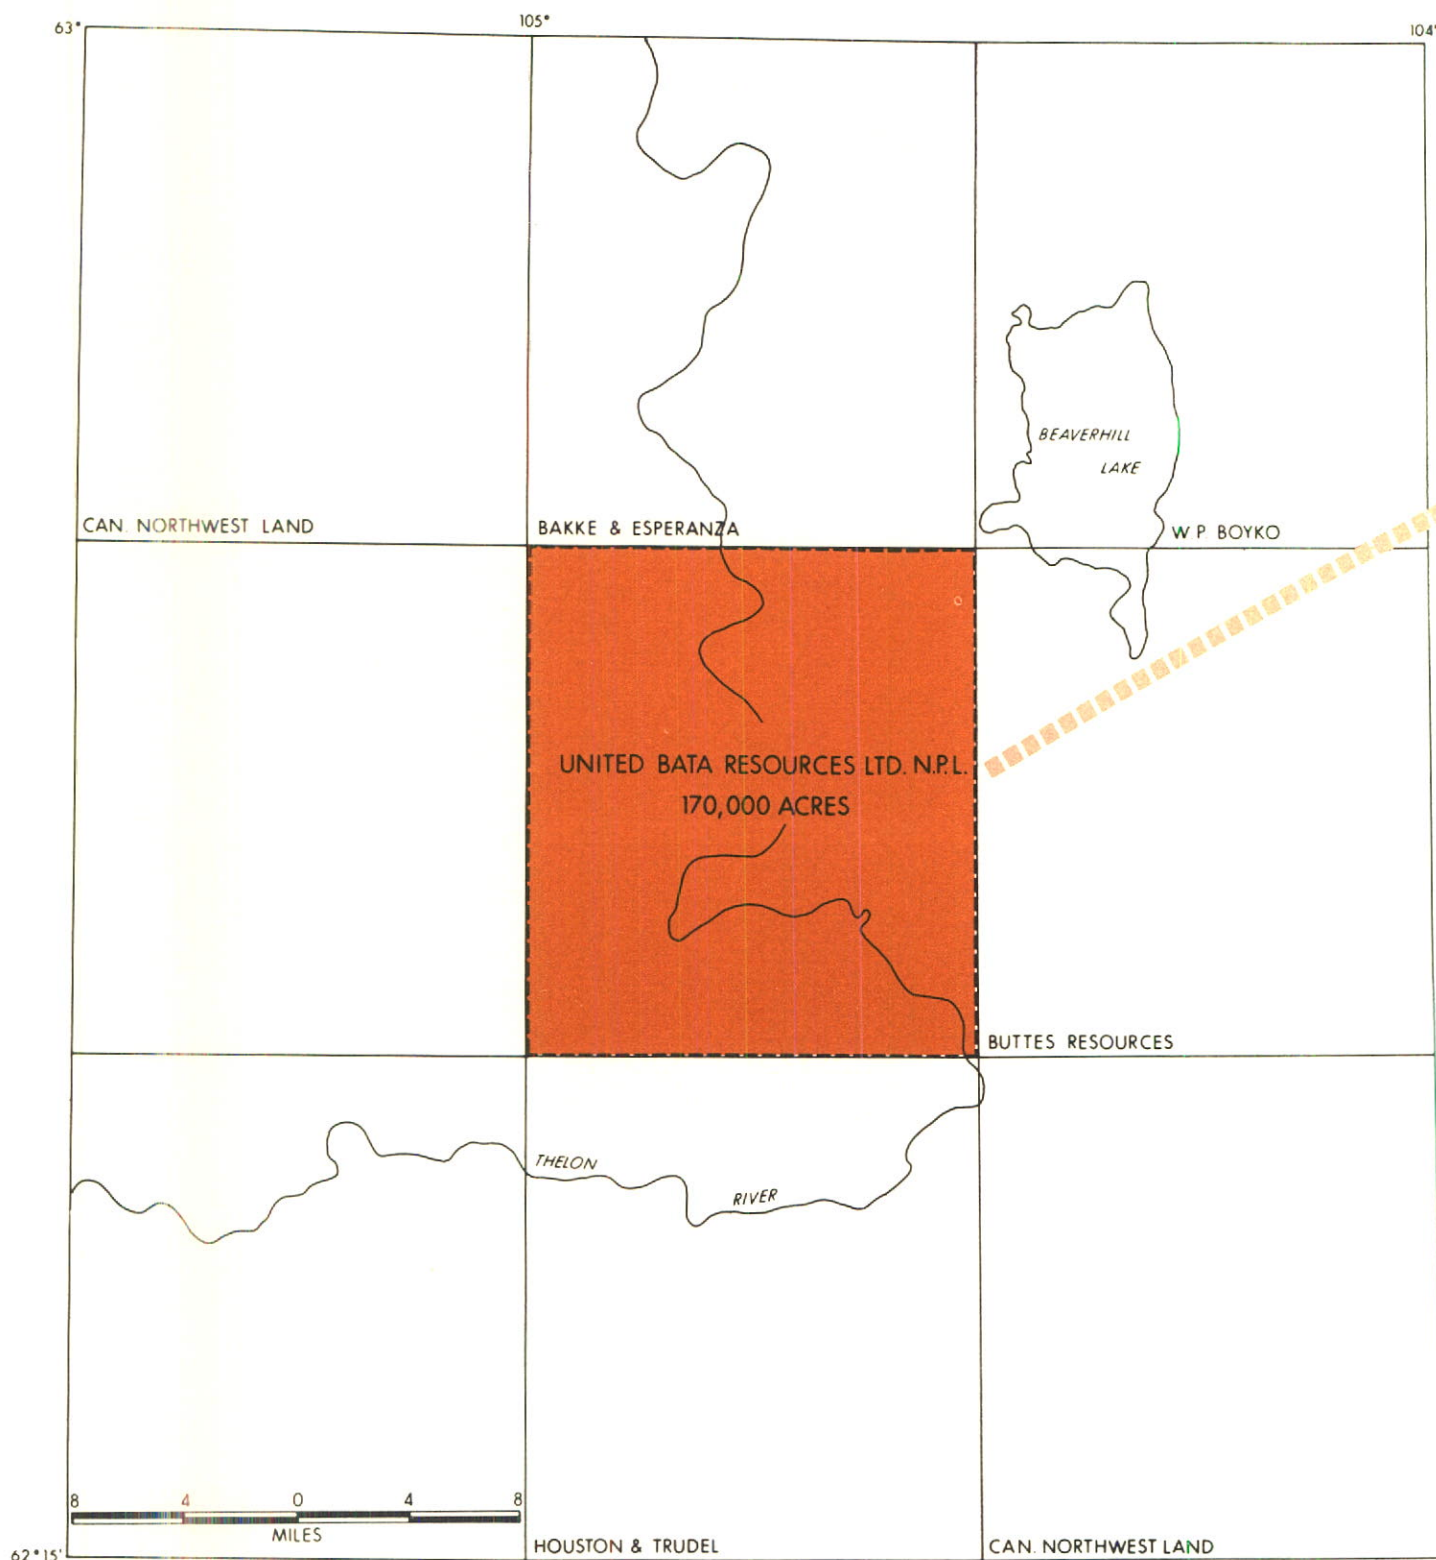 63°
105°
104°
BEAVERHILL
LAKE
CAN. NORTHWEST LAND
BAKKE & ESPERANZA
W.P. BOYKO
UNITED BATA RESOURCES LTD. N.P.L.
170,000 ACRES
BUTTES RESOURCES
THELON
RIVER
8 4 0 4 8
MILES
HOUSTON & TRUDEL
CAN. NORTHWEST LAND
62°15'